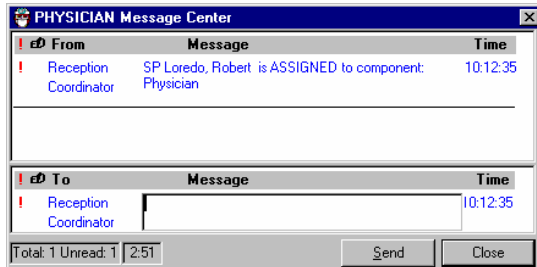 PHYSICIAN Message Center
! From Message Time
! Reception SP Loredo, Robert is ASSIGNED to component: 10:12:35
Coordinator Physician
! To Message Time
! Reception 10:12:35
Coordinator
Total: 1 Unread: 1 2:51 Send Close